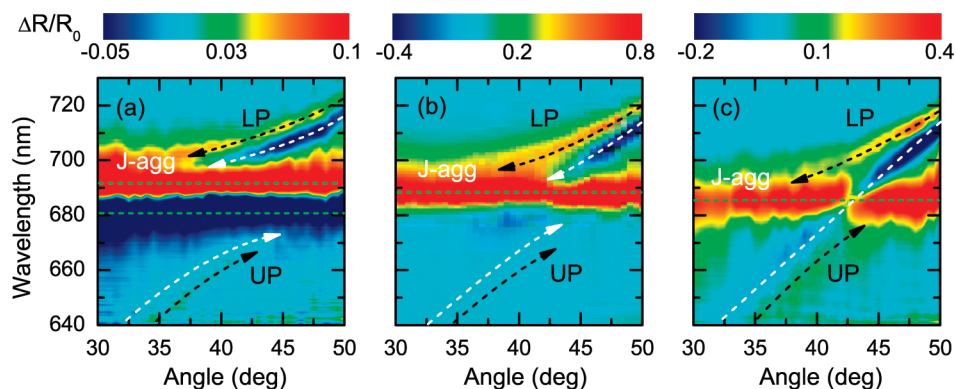 ΔR/R0
-0.05 0.03 0.1
-0.4 0.2 0.8
-0.2 0.1 0.4
Wavelength (nm)
720
700
680
660
640
(a)
LP
J-agg
UP
30 35 40 45 50
Angle (deg)
(b)
LP
J-agg
UP
30 35 40 45 50
Angle (deg)
(c)
LP
J-agg
UP
30 35 40 45 50
Angle (deg)